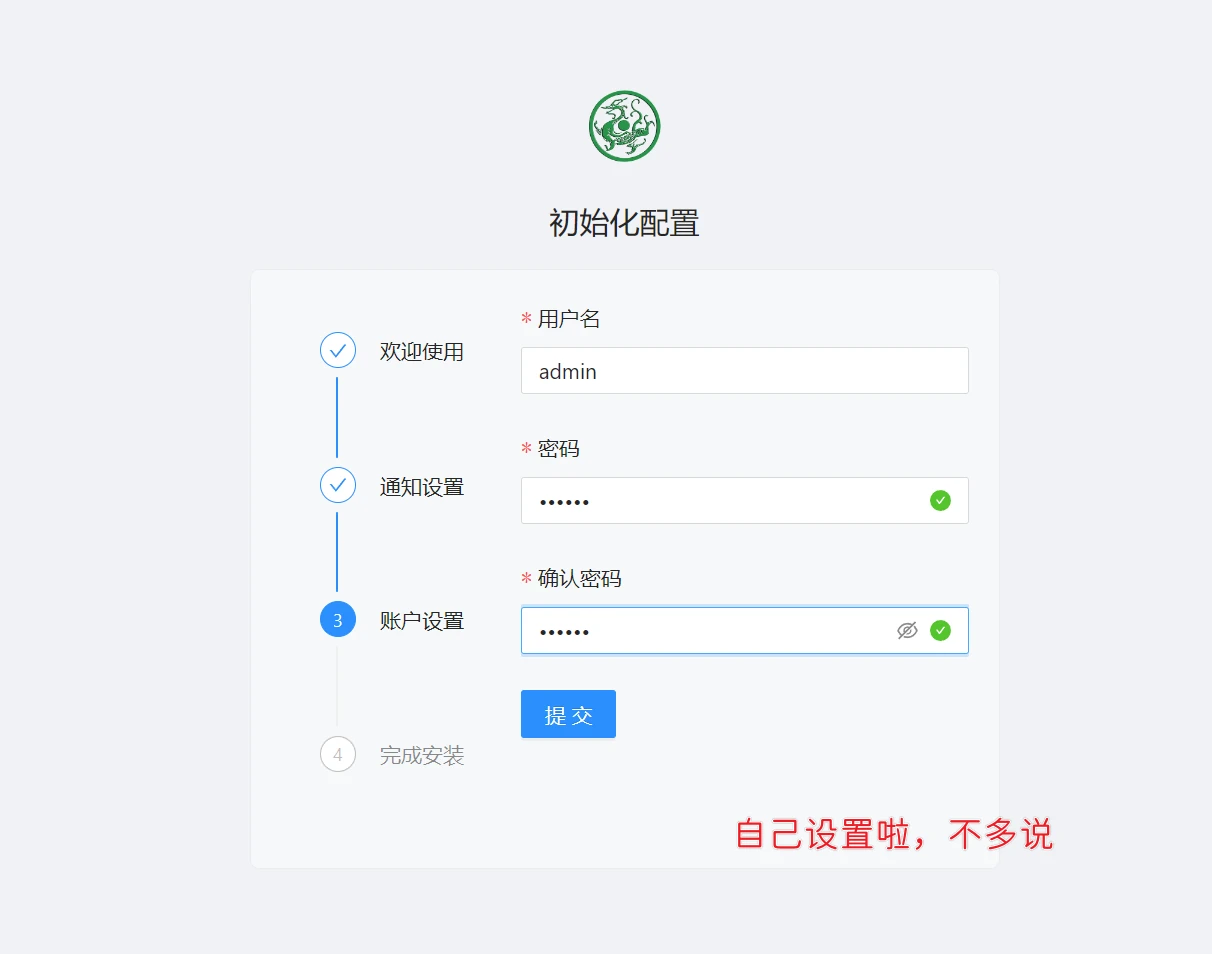 初始化配置
欢迎使用
通知设置
3 账户设置
4 完成安装
* 用户名
admin
* 密码
••••••
* 确认密码
••••••
提 交
自己设置啦，不多说